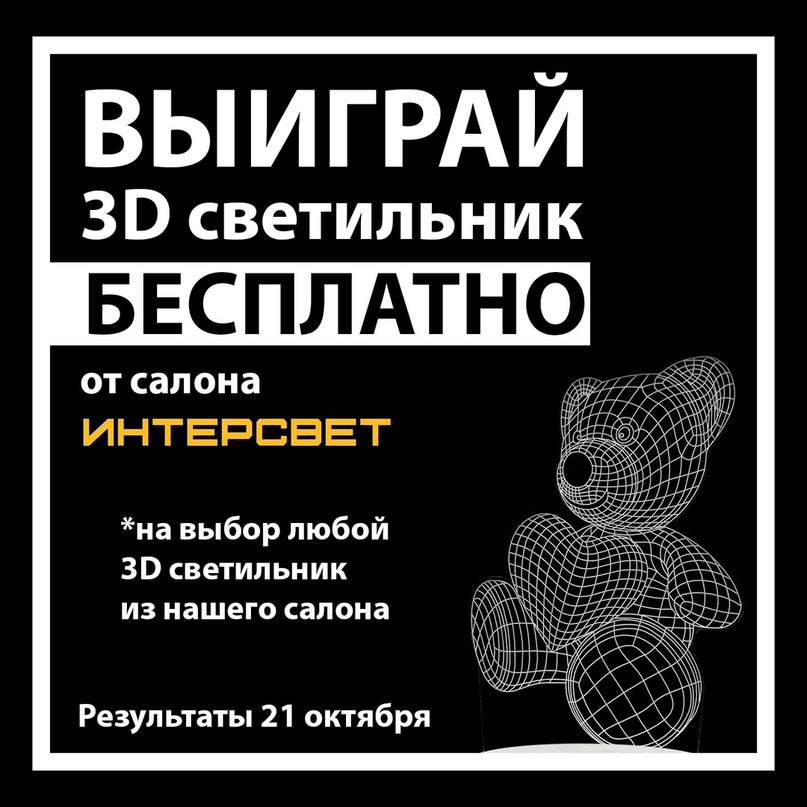 ВЫИГРАЙ
3D светильник
БЕСПЛАТНО
от салона
ИНТЕРСВЕТ
*на выбор любой
3D светильник
из нашего салона
Результаты 21 октября